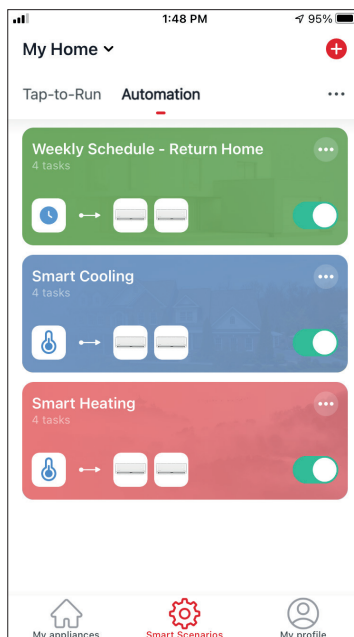 1:48 PM
95%
My Home
Tap-to-Run Automation
Weekly Schedule - Return Home
4 tasks
Smart Cooling
4 tasks
Smart Heating
4 tasks
My appliances Smart Scenarios My profile